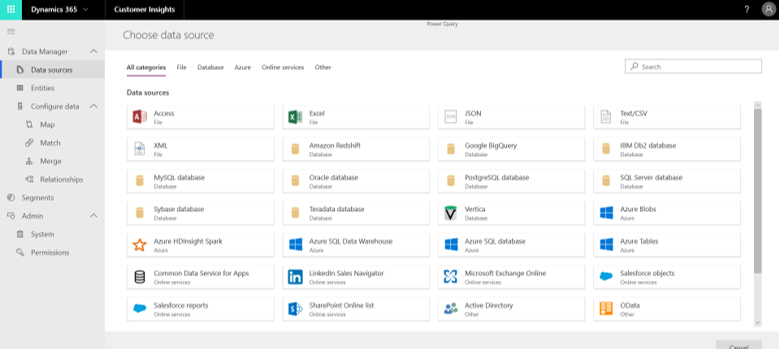 Dynamics 365 Customer Insights ?
Power Query
Choose data source
Data Manager
Data sources
Entities
Configure data
Map
Match
Merge
Relationships
Segments
Admin
System
Permissions
All categories File Database Azure Online services Other Search
Data sources
Access Excel JSON Text/CSV
File File File File
XML Amazon Redshift Google BigQuery IBM Db2 database
File Database Database Database
MySQL database Oracle database PostgreSQL database SQL Server database
Database Database Database Database
Sybase database Teradata database Vertica Azure Blobs
Database Database Database Azure
Azure HDInsight Spark Azure SQL Data Warehouse Azure SQL database Azure Tables
Azure Azure Azure Azure
Common Data Service for Apps LinkedIn Sales Navigator Microsoft Exchange Online Salesforce objects
Online services Online services Online services Online services
Salesforce reports SharePoint Online list Active Directory OData
Online services Online services Other Other
Cancel